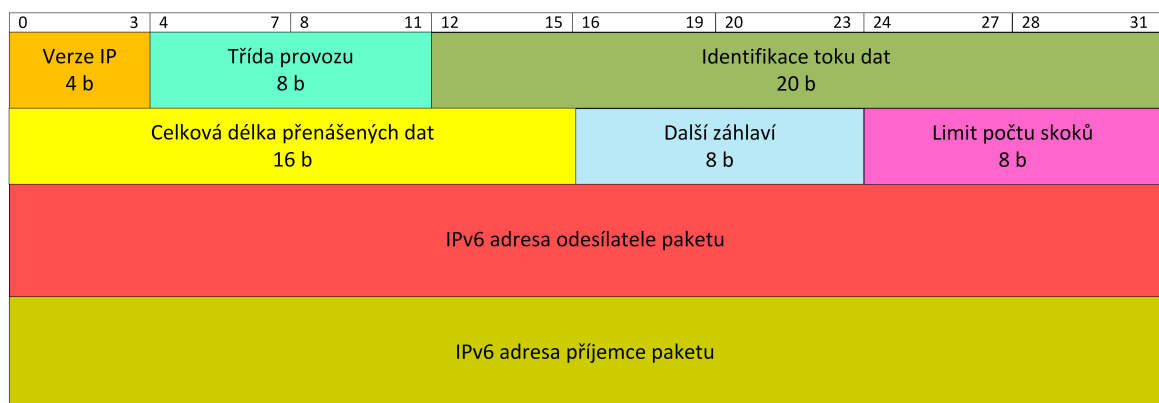 0 3 4 7 8 11 12 15 16 19 20 23 24 27 28 31
Verze IP Třída provozu Identifikace toku dat
4 b 8 b 20 b
Celková délka přenášených dat Další záhlaví Limit počtu skoků
16 b 8 b 8 b
IPv6 adresa odesílatele paketu
IPv6 adresa příjemce paketu